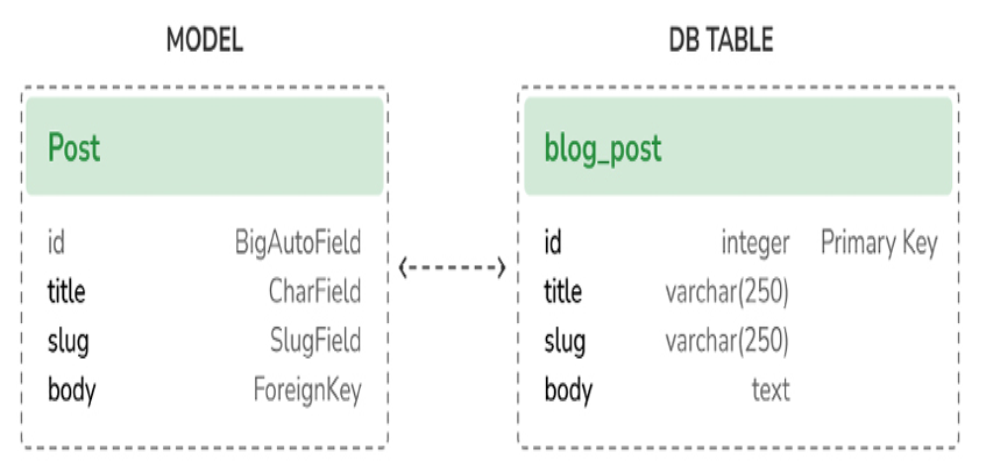 MODEL
DB TABLE
Post
blog_post
id BigAutoField
title CharField
slug SlugField
body ForeignKey
id integer Primary Key
title varchar(250)
slug varchar(250)
body text